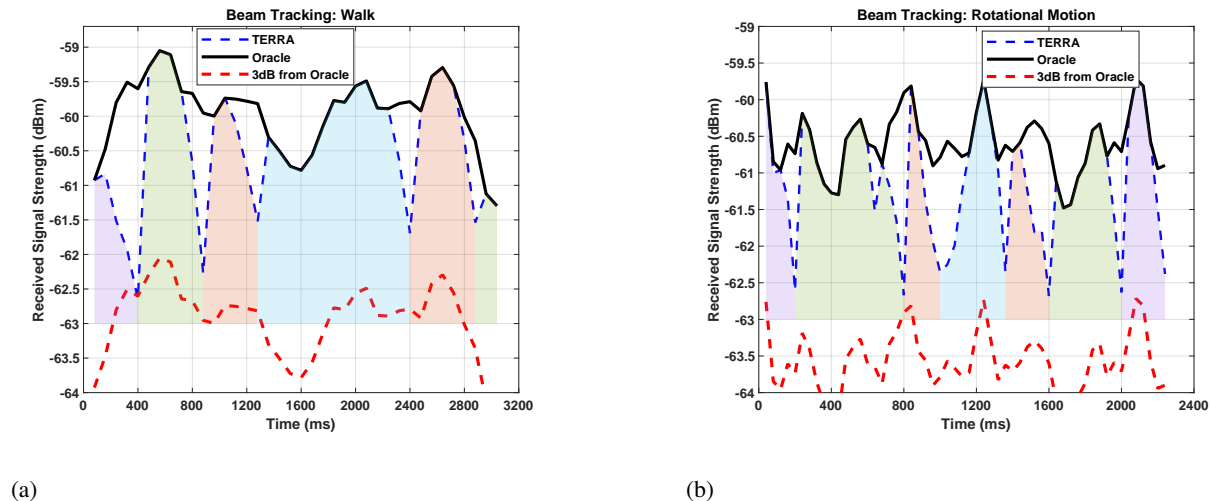 Beam Tracking: Walk
TERRA
Oracle
3dB from Oracle
Received Signal Strength (dBm)
-59
-59.5
-60
-60.5
-61
-61.5
-62
-62.5
-63
-63.5
-64
0 400 800 1200 1600 2000 2400 2800 3200
Time (ms)
(a)
Beam Tracking: Rotational Motion
TERRA
Oracle
3dB from Oracle
Received Signal Strength (dBm)
-59
-59.5
-60
-60.5
-61
-61.5
-62
-62.5
-63
-63.5
-64
0 400 800 1200 1600 2000 2400
Time (ms)
(b)